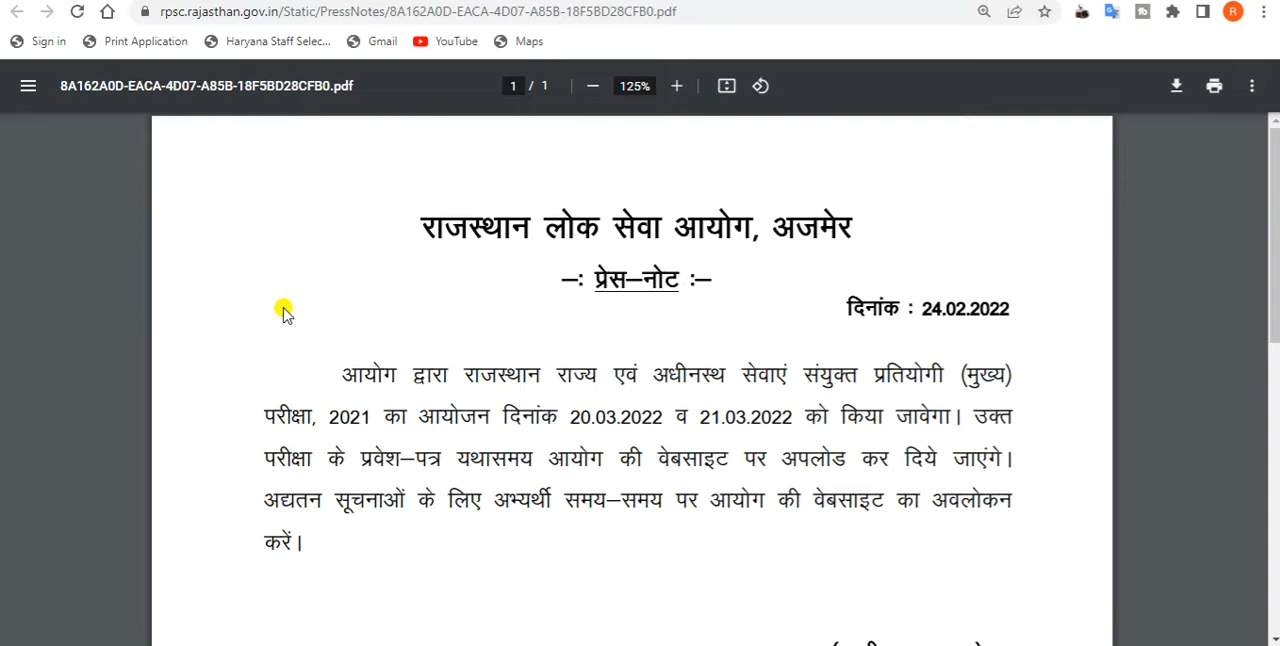 rpsc.rajasthan.gov.in/Static/PressNotes/8A162A0D-EACA-4D07-A85B-18F5BD28CFB0.pdf
R
Sign in Print Application Haryana Staff Selec... Gmail YouTube Maps
8A162A0D-EACA-4D07-A85B-18F5BD28CFB0.pdf 1 / 1 125%
राजस्थान लोक सेवा आयोग, अजमेर
–: प्रेस–नोट :–
दिनांक : 24.02.2022
आयोग द्वारा राजस्थान राज्य एवं अधीनस्थ सेवाएं संयुक्त प्रतियोगी (मुख्य)
परीक्षा, 2021 का आयोजन दिनांक 20.03.2022 व 21.03.2022 को किया जावेगा। उक्त
परीक्षा के प्रवेश–पत्र यथासमय आयोग की वेबसाइट पर अपलोड कर दिये जाएंगे।
अद्यतन सूचनाओं के लिए अभ्यर्थी समय–समय पर आयोग की वेबसाइट का अवलोकन
करें।